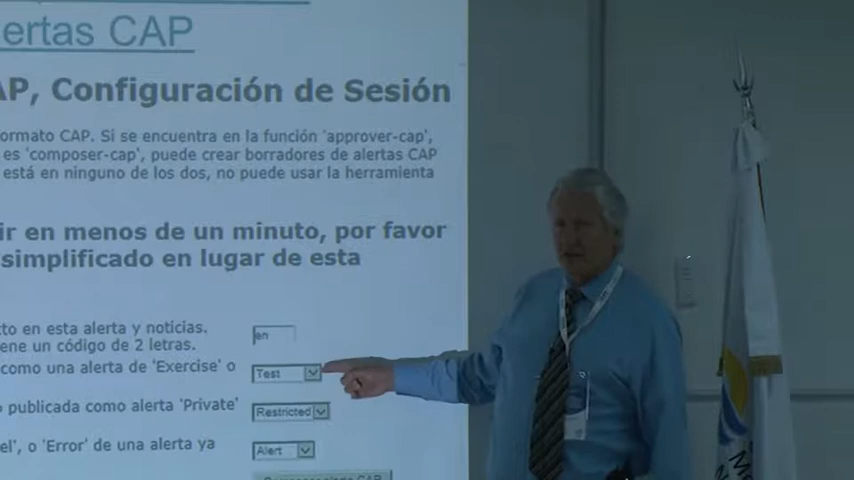 ertas CAP
AP, Configuración de Sesión
ormato CAP. Si se encuentra en la función 'approver-cap',
es 'composer-cap', puede crear borradores de alertas CAP
está en ninguno de los dos, no puede usar la herramienta
ir en menos de un minuto, por favor
simplificado en lugar de esta
cto en esta alerta y noticias.
ene un código de 2 letras.
en
como una alerta de 'Exercise' o
Test
o publicada como alerta 'Private'
Restricted
el', o 'Error' de una alerta ya
Alert